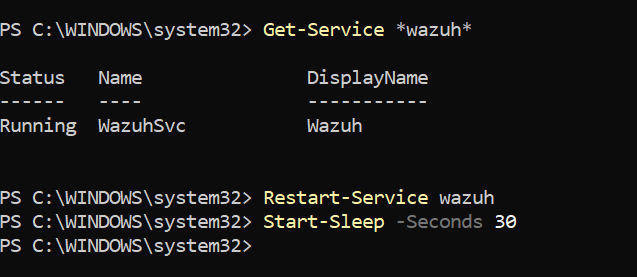 PS C:\WINDOWS\system32> Get-Service *wazuh*
Status   Name               DisplayName
------   ----               -----------
Running  WazuhSvc           Wazuh
PS C:\WINDOWS\system32> Restart-Service wazuh
PS C:\WINDOWS\system32> Start-Sleep -Seconds 30
PS C:\WINDOWS\system32>